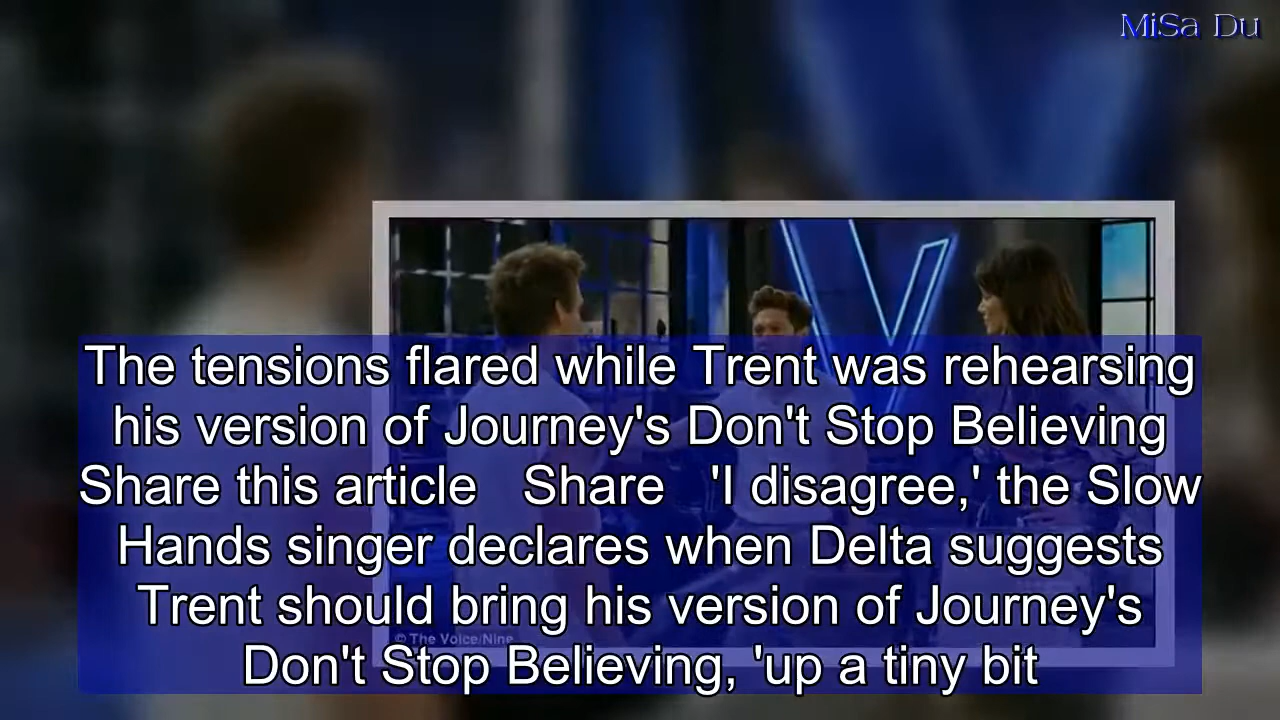 MiSa Du
The tensions flared while Trent was rehearsing
his version of Journey's Don't Stop Believing
Share this article   Share   'I disagree,' the Slow
Hands singer declares when Delta suggests
Trent should bring his version of Journey's
© The Voice/Nine
Don't Stop Believing, 'up a tiny bit